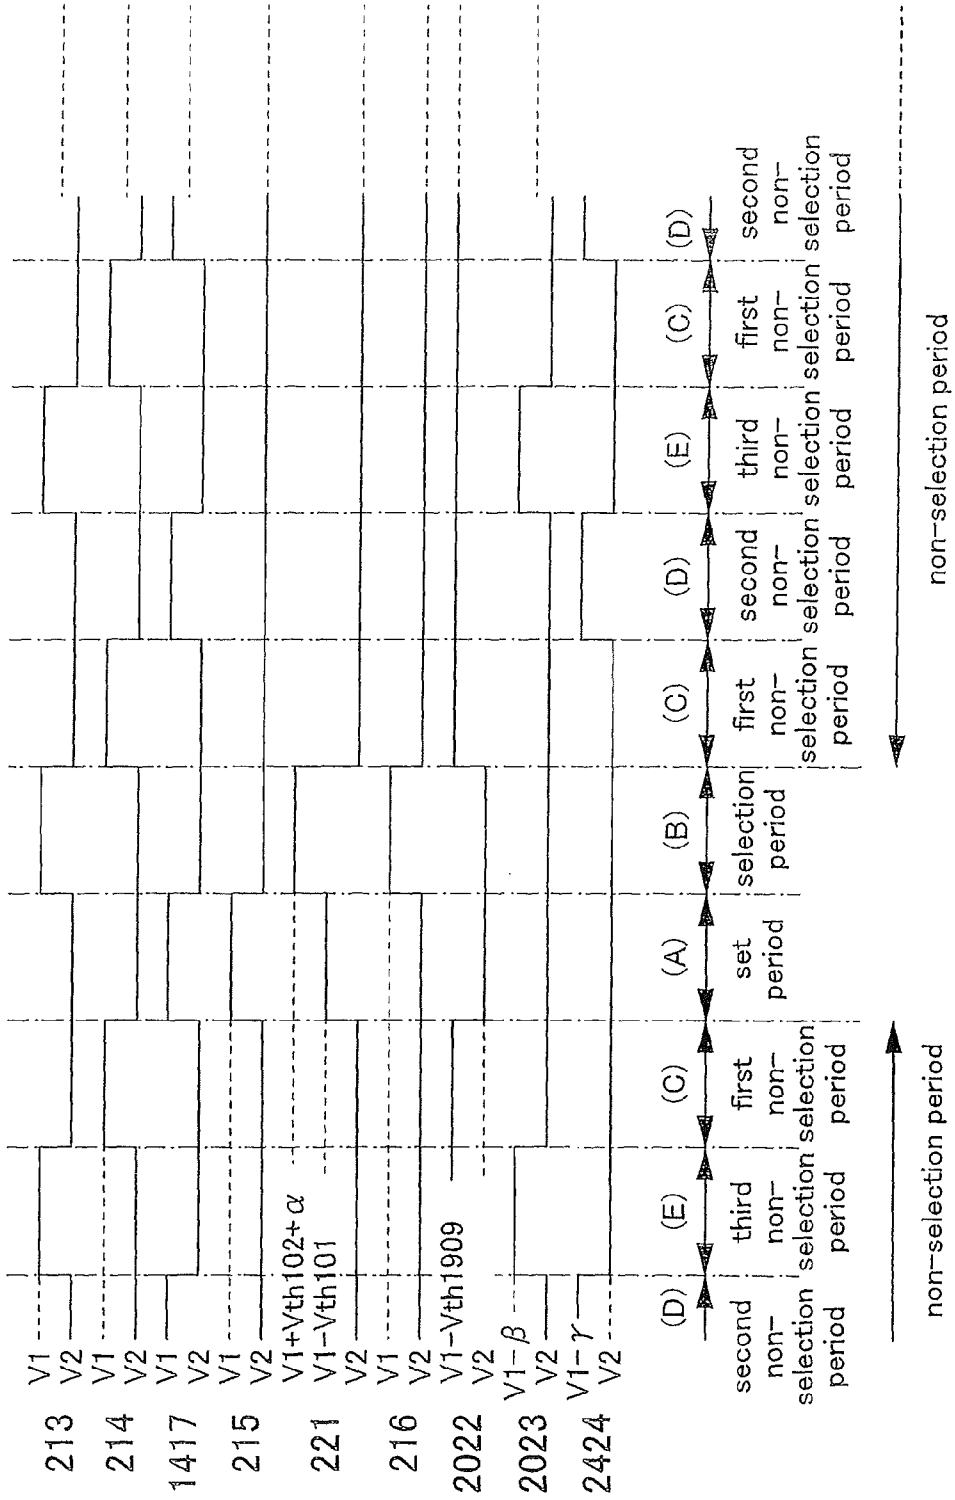 213 V1
V2
214 V1
V2
1417 V1
V2
215 V1
V2
221 V1+Vth102+α
V1-Vth101
V2
216
2022 V1-Vth1909
V2
2023 V1-β
V2
2424 V1-γ
V2
(D) (E) (C) (A) (B) (C) (D) (E) (C) (D)
second non-selection period
third non-selection period
first non-selection period
set period
selection period
first non-selection period
second non-selection period
third non-selection period
first non-selection period
second non-selection period
non-selection period
non-selection period